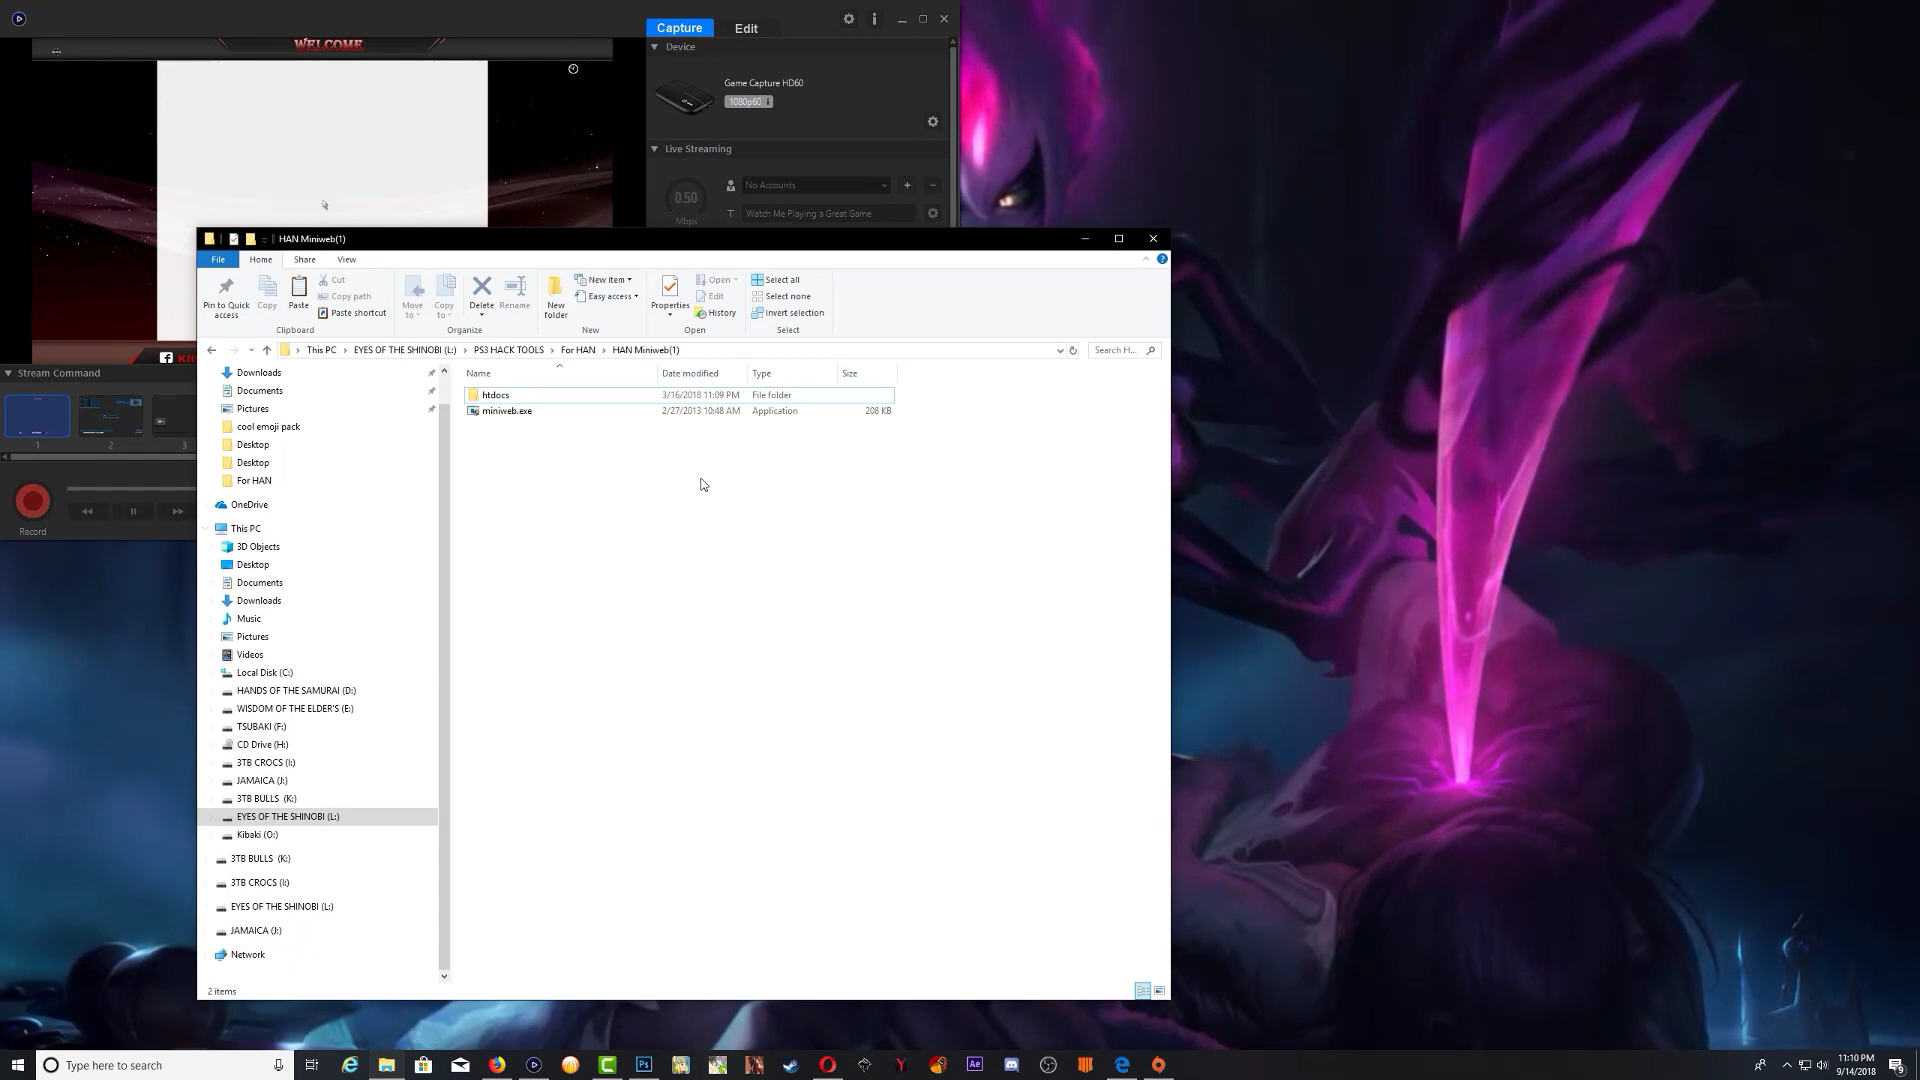 Capture
Edit
WELCOME
Device
Game Capture HD60
1080p60
Live Streaming
No Accounts
0.50
Mbps
Watch Me Playing a Great Game
Stream Command
1
2
3
Record
HAN Miniweb(1)
File
Home
Share
View
Pin to Quick access
Copy
Paste
Cut
Copy path
Paste shortcut
Clipboard
Move to
Copy to
Delete
Rename
Organize
New folder
New item
Easy access
New
Properties
Open
Edit
History
Open
Select all
Select none
Invert selection
Select
This PC > EYES OF THE SHINOBI (L:) > PS3 HACK TOOLS > For HAN > HAN Miniweb(1)
Search H...
Name Date modified Type Size
htdocs 3/16/2018 11:09 PM File folder
miniweb.exe 2/27/2013 10:48 AM Application 208 KB
Downloads
Documents
Pictures
cool emoji pack
Desktop
Desktop
For HAN
OneDrive
This PC
3D Objects
Desktop
Documents
Downloads
Music
Pictures
Videos
Local Disk (C:)
HANDS OF THE SAMURAI (D:)
WISDOM OF THE ELDER'S (E:)
TSUBAKI (F:)
CD Drive (H:)
3TB CROCS (I:)
JAMAICA (J:)
3TB BULLS (K:)
EYES OF THE SHINOBI (L:)
Kibaki (O:)
3TB BULLS (K:)
3TB CROCS (I:)
EYES OF THE SHINOBI (L:)
JAMAICA (J:)
Network
2 items
Type here to search
11:10 PM
9/14/2018